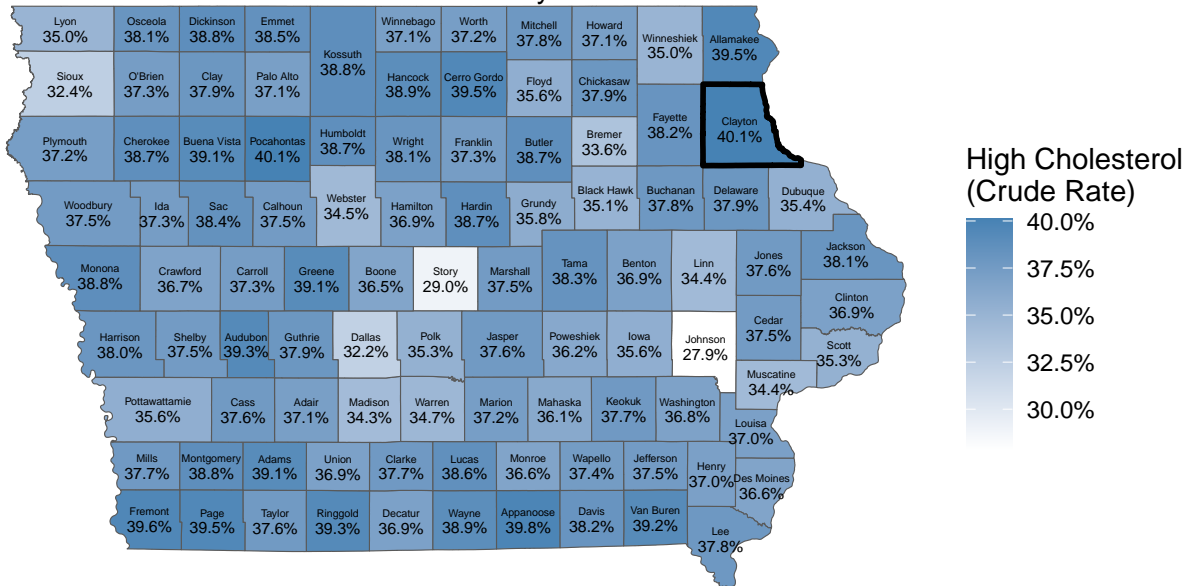 Lyon
35.0%
Osceola
38.1%
Dickinson
38.8%
Emmet
38.5%
Kossuth
38.8%
Winnebago
37.1%
Worth
37.2%
Mitchell
37.8%
Howard
37.1%
Winneshiek
35.0%
Allamakee
39.5%
Sioux
32.4%
O'Brien
37.3%
Clay
37.9%
Palo Alto
37.1%
Hancock
38.9%
Cerro Gordo
39.5%
Floyd
35.6%
Chickasaw
37.9%
Fayette
38.2%
Clayton
40.1%
Plymouth
37.2%
Cherokee
38.7%
Buena Vista
39.1%
Pocahontas
40.1%
Humboldt
38.7%
Wright
38.1%
Franklin
37.3%
Butler
38.7%
Bremer
33.6%
Woodbury
37.5%
Ida
37.3%
Sac
38.4%
Calhoun
37.5%
Webster
34.5%
Hamilton
36.9%
Hardin
38.7%
Grundy
35.8%
Black Hawk
35.1%
Buchanan
37.8%
Delaware
37.9%
Dubuque
35.4%
Monona
38.8%
Crawford
36.7%
Carroll
37.3%
Greene
39.1%
Boone
36.5%
Story
29.0%
Marshall
37.5%
Tama
38.3%
Benton
36.9%
Linn
34.4%
Jones
37.6%
Jackson
38.1%
Clinton
36.9%
Harrison
38.0%
Shelby
37.5%
Audubon
39.3%
Guthrie
37.9%
Dallas
32.2%
Polk
35.3%
Jasper
37.6%
Poweshiek
36.2%
Iowa
35.6%
Johnson
27.9%
Cedar
37.5%
Scott
35.3%
Muscatine
34.4%
Pottawattamie
35.6%
Cass
37.6%
Adair
37.1%
Madison
34.3%
Warren
34.7%
Marion
37.2%
Mahaska
36.1%
Keokuk
37.7%
Washington
36.8%
Louisa
37.0%
Mills
37.7%
Montgomery
38.8%
Adams
39.1%
Union
36.9%
Clarke
37.7%
Lucas
38.6%
Monroe
36.6%
Wapello
37.4%
Jefferson
37.5%
Henry
37.0%
Des Moines
36.6%
Fremont
39.6%
Page
39.5%
Taylor
37.6%
Ringgold
39.3%
Decatur
36.9%
Wayne
38.9%
Appanoose
39.8%
Davis
38.2%
Van Buren
39.2%
Lee
37.8%
High Cholesterol
(Crude Rate)
40.0%
37.5%
35.0%
32.5%
30.0%